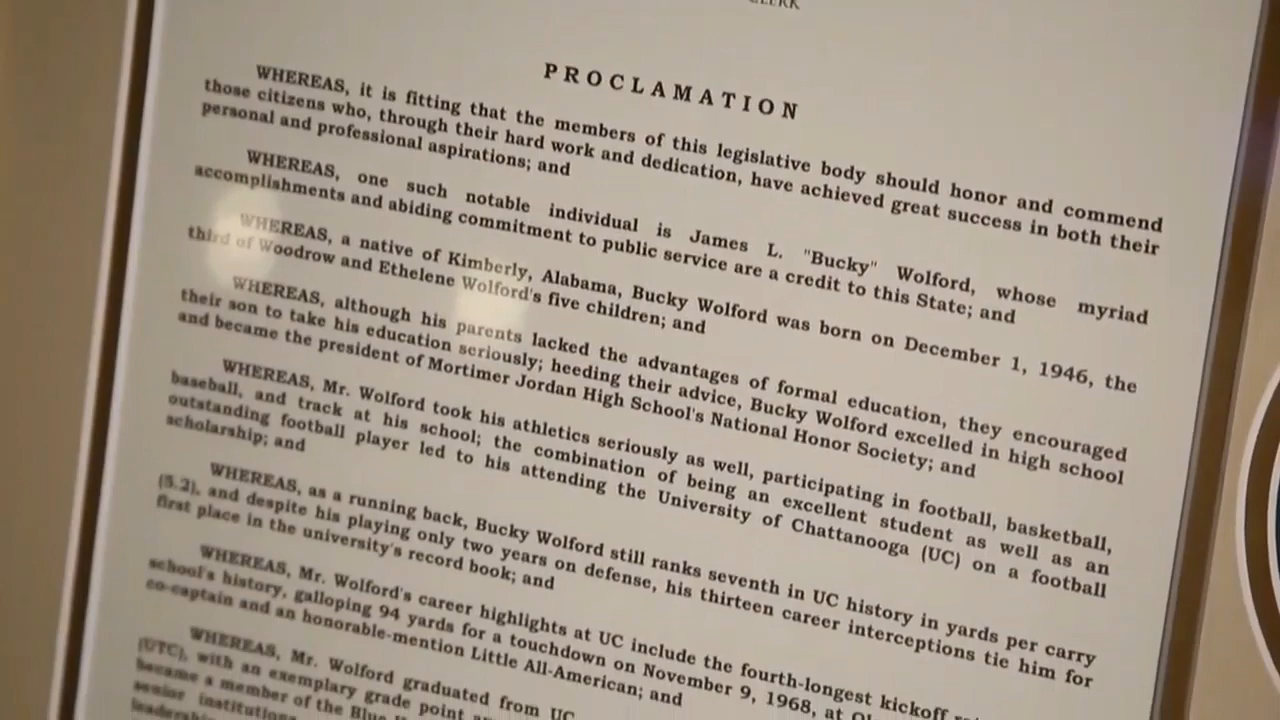 PROCLAMATION
WHEREAS, it is fitting that the members of this legislative body should honor and commend
those citizens who, through their hard work and dedication, have achieved great success in both their
personal and professional aspirations; and
WHEREAS, one such notable individual is James L. "Bucky" Wolford, whose myriad
accomplishments and abiding commitment to public service are a credit to this State; and
WHEREAS, a native of Kimberly, Alabama, Bucky Wolford was born on December 1, 1946, the
third of Woodrow and Ethelene Wolford's five children; and
WHEREAS, although his parents lacked the advantages of formal education, they encouraged
their son to take his education seriously; heeding their advice, Bucky Wolford excelled in high school
and became the president of Mortimer Jordan High School's National Honor Society; and
WHEREAS, Mr. Wolford took his athletics seriously as well, participating in football, basketball,
baseball, and track at his school; the combination of being an excellent student as well as an
outstanding football player led to his attending the University of Chattanooga (UC) on a football
scholarship; and
WHEREAS, as a running back, Bucky Wolford still ranks seventh in UC history in yards per carry
(5.2), and despite his playing only two years on defense, his thirteen career interceptions tie him for
first place in the university's record book; and
WHEREAS, Mr. Wolford's career highlights at UC include the fourth-longest kickoff
school's history, galloping 94 yards for a touchdown on November 9, 1968, at
co-captain and an honorable-mention Little All-American; and
WHEREAS, Mr. Wolford graduated from UC
(UTC), with an exemplary grade point
became a member of the Blue
senior institutions